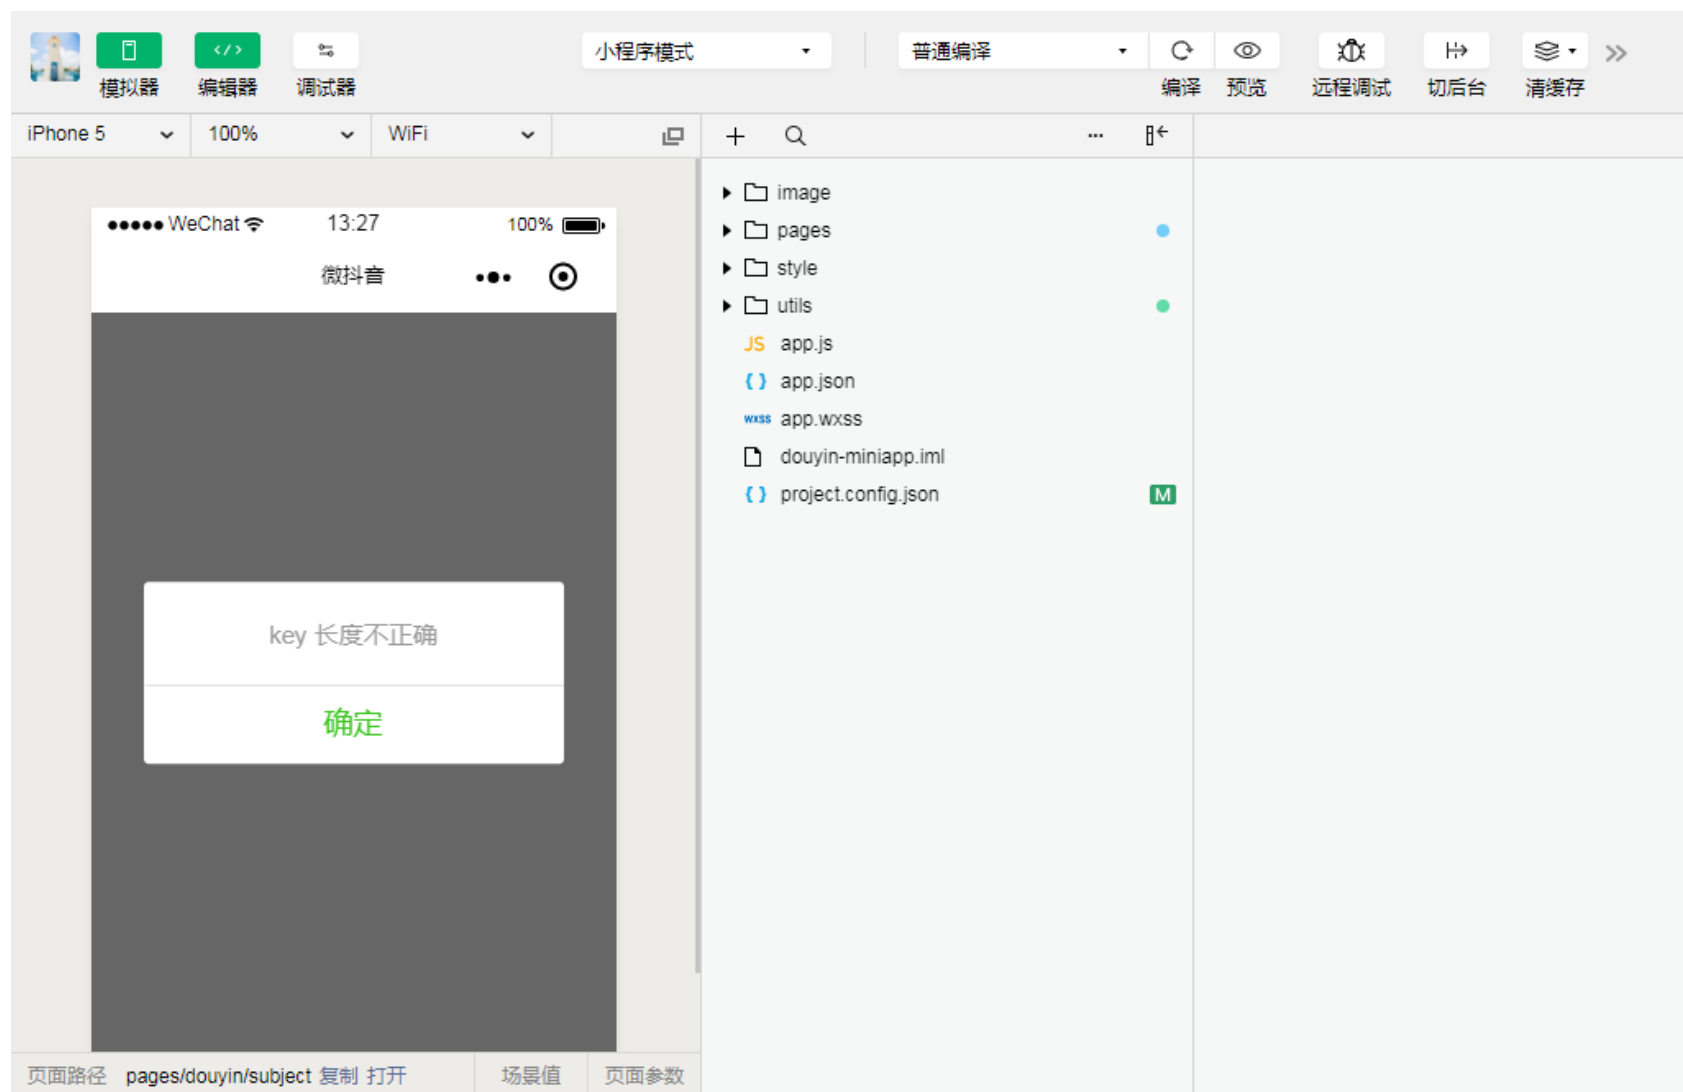 小程序模式
普通编译
模拟器
编辑器
调试器
编译
预览
远程调试
切后台
清缓存
iPhone 5
100%
WiFi
WeChat
13:27
100%
微抖音
key 长度不正确
确定
页面路径
pages/douyin/subject
复制
打开
场景值
页面参数
image
pages
style
utils
JS app.js
{ } app.json
wxss app.wxss
douyin-miniapp.iml
{ } project.config.json
M